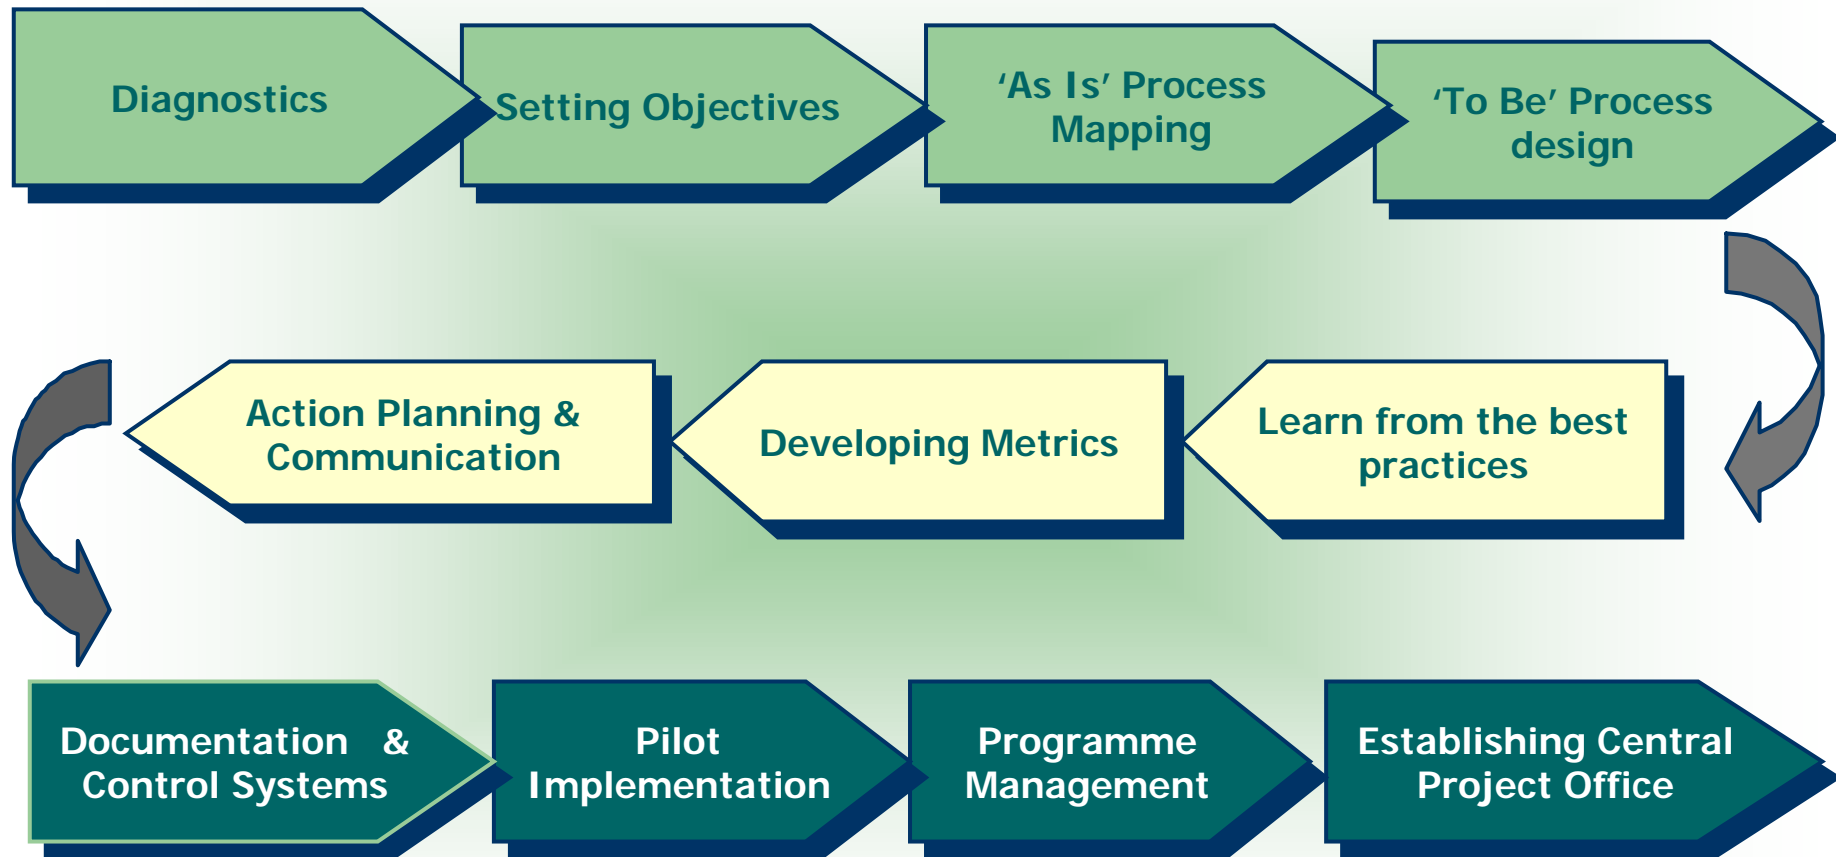 Diagnostics
Setting Objectives
‘As Is’ Process
Mapping
‘To Be’ Process
design
Learn from the best
practices
Developing Metrics
Action Planning &
Communication
Documentation &
Control Systems
Pilot
Implementation
Programme
Management
Establishing Central
Project Office